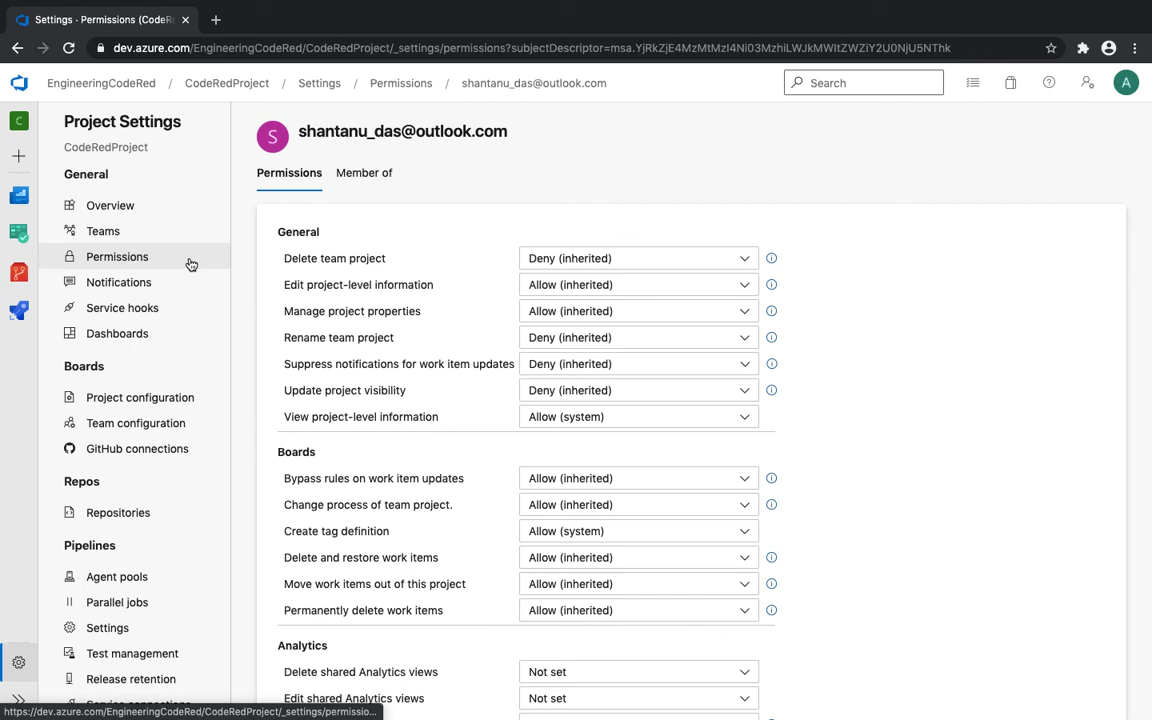 Settings · Permissions (CodeRe
dev.azure.com/EngineeringCodeRed/CodeRedProject/_settings/permissions?subjectDescriptor=msa.YjRkZjE4MzMtMzI4Ni03MzhiLWJkMWItZWZiY2U0NjU5NThk
EngineeringCodeRed / CodeRedProject / Settings / Permissions / shantanu_das@outlook.com
Search
A
C
Project Settings
CodeRedProject
General
Overview
Teams
Permissions
Notifications
Service hooks
Dashboards
Boards
Project configuration
Team configuration
GitHub connections
Repos
Repositories
Pipelines
Agent pools
Parallel jobs
Settings
Test management
Release retention
https://dev.azure.com/EngineeringCodeRed/CodeRedProject/_settings/permissio...
S
shantanu_das@outlook.com
Permissions Member of
General
Delete team project Deny (inherited)
Edit project-level information Allow (inherited)
Manage project properties Allow (inherited)
Rename team project Deny (inherited)
Suppress notifications for work item updates Deny (inherited)
Update project visibility Deny (inherited)
View project-level information Allow (system)
Boards
Bypass rules on work item updates Allow (inherited)
Change process of team project. Allow (inherited)
Create tag definition Allow (system)
Delete and restore work items Allow (inherited)
Move work items out of this project Allow (inherited)
Permanently delete work items Allow (inherited)
Analytics
Delete shared Analytics views Not set
Edit shared Analytics views Not set